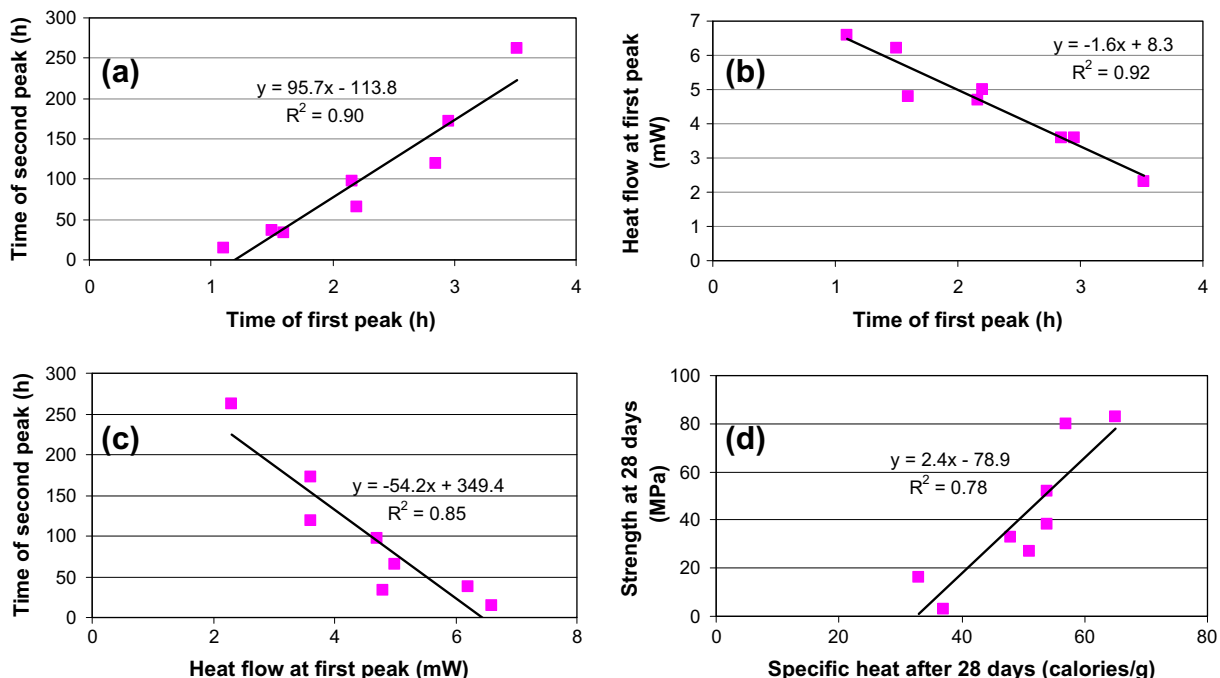 300
250
200
150
100
50
0
Time of second peak (h)
(a)
y = 95.7x - 113.8
R² = 0.90
0 1 2 3 4
Time of first peak (h)
7
6
5
4
3
2
1
0
Heat flow at first peak
(mW)
(b)
y = -1.6x + 8.3
R² = 0.92
0 1 2 3 4
Time of first peak (h)
300
250
200
150
100
50
0
Time of second peak (h)
(c)
y = -54.2x + 349.4
R² = 0.85
0 2 4 6 8
Heat flow at first peak (mW)
100
80
60
40
20
0
Strength at 28 days
(MPa)
(d)
y = 2.4x - 78.9
R² = 0.78
0 20 40 60 80
Specific heat after 28 days (calories/g)